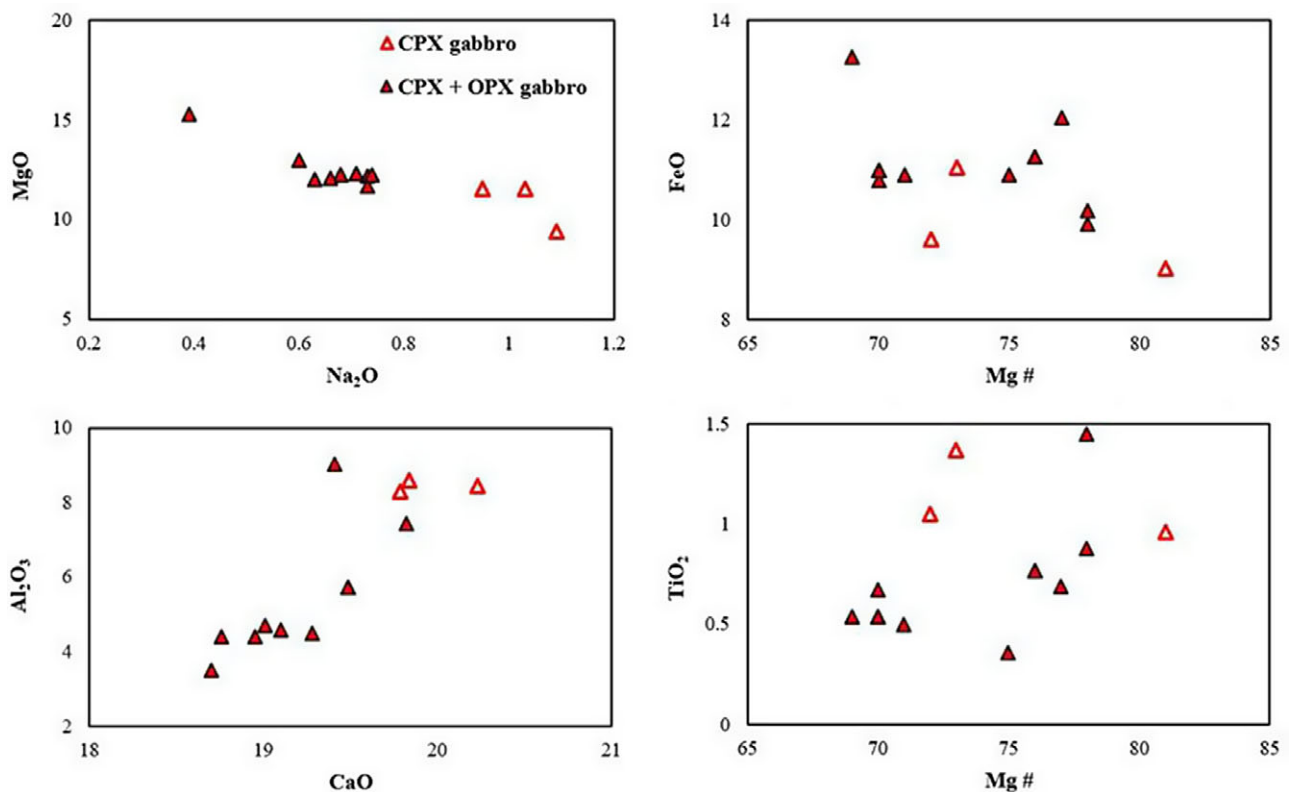 20
15
10
5
MgO
CPX gabbro
CPX + OPX gabbro
0.2 0.4 0.6 0.8 1 1.2
Na₂O
14
12
10
8
FeO
65 70 75 80 85
Mg #
10
8
6
4
2
Al₂O₃
18 19 20 21
CaO
1.5
1
0.5
0
TiO₂
65 70 75 80 85
Mg #